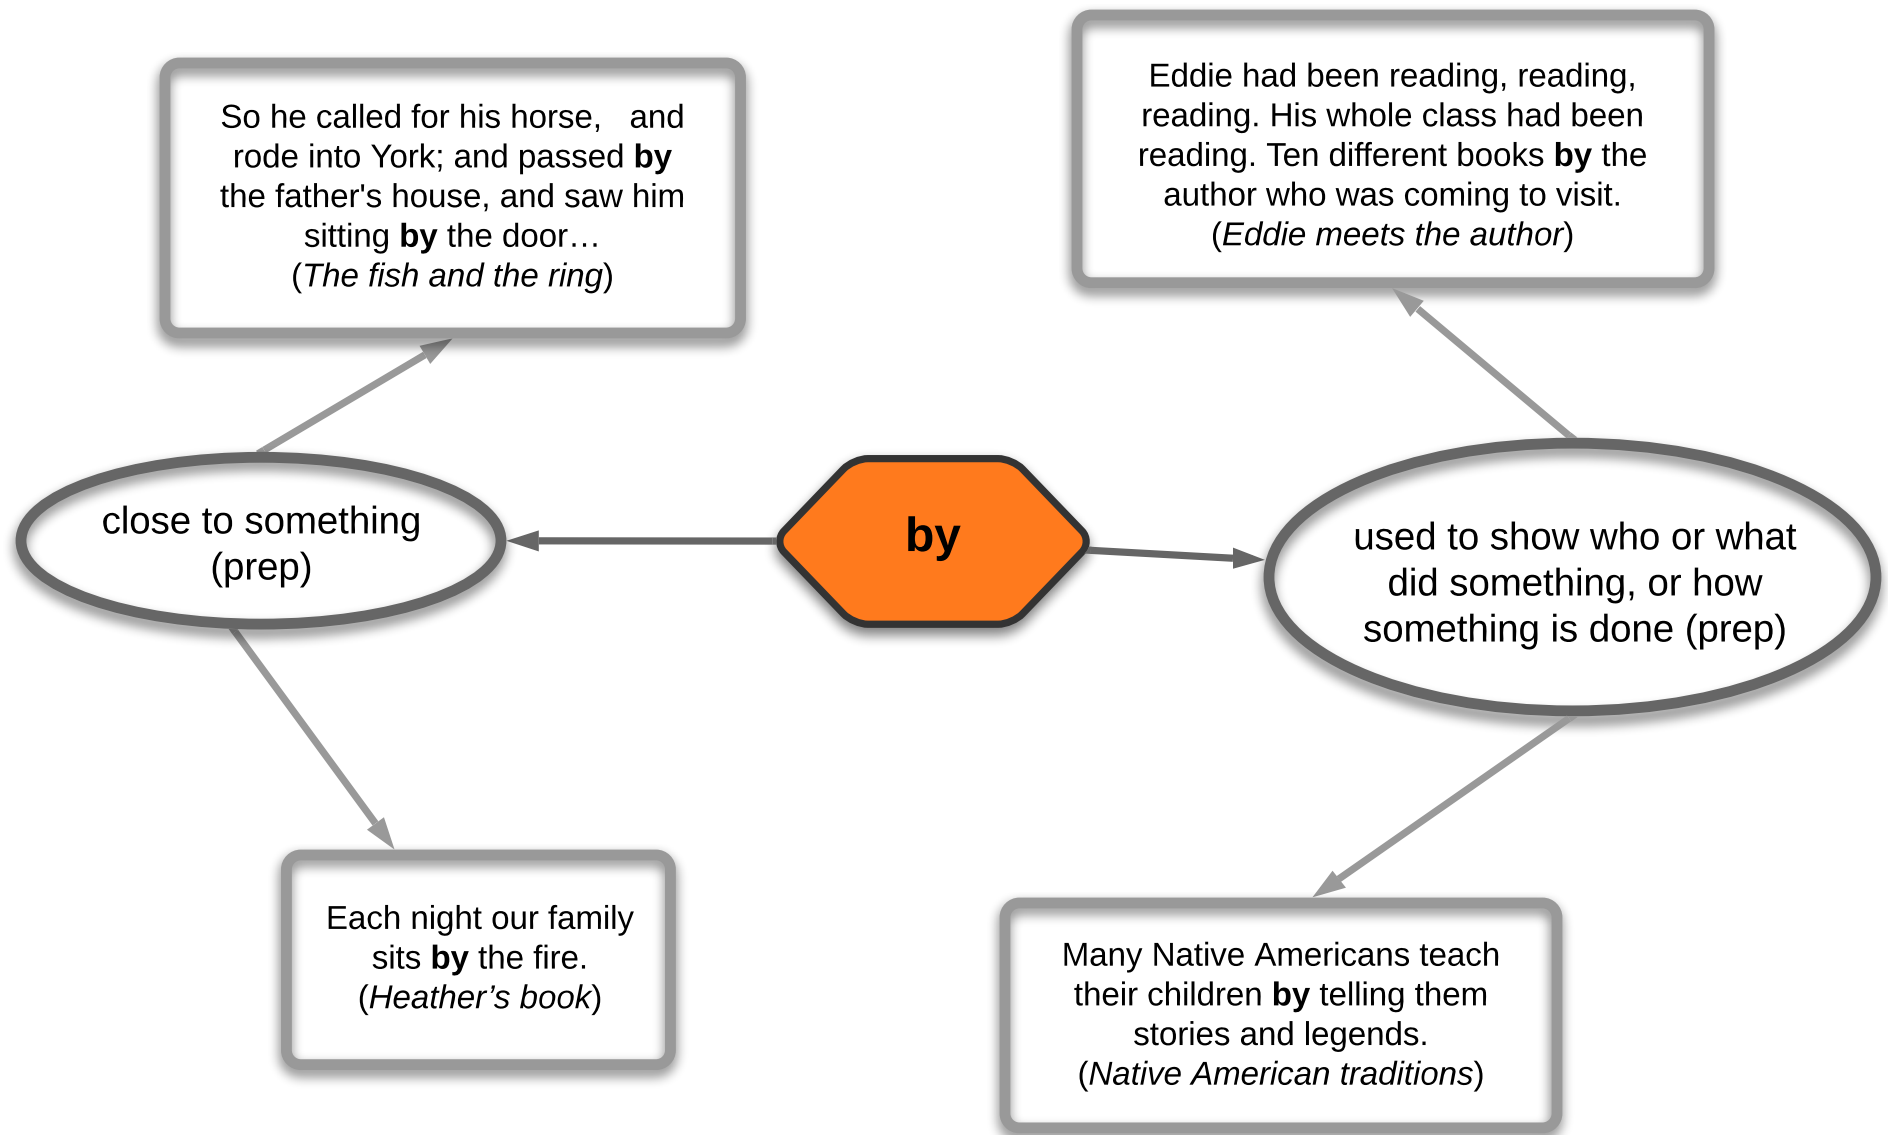 So he called for his horse,   and
rode into York; and passed by
the father's house, and saw him
sitting by the door…
(The fish and the ring)
Eddie had been reading, reading,
reading. His whole class had been
reading. Ten different books by the
author who was coming to visit.
(Eddie meets the author)
close to something
(prep)
by
used to show who or what
did something, or how
something is done (prep)
Each night our family
sits by the fire.
(Heather’s book)
Many Native Americans teach
their children by telling them
stories and legends.
(Native American traditions)